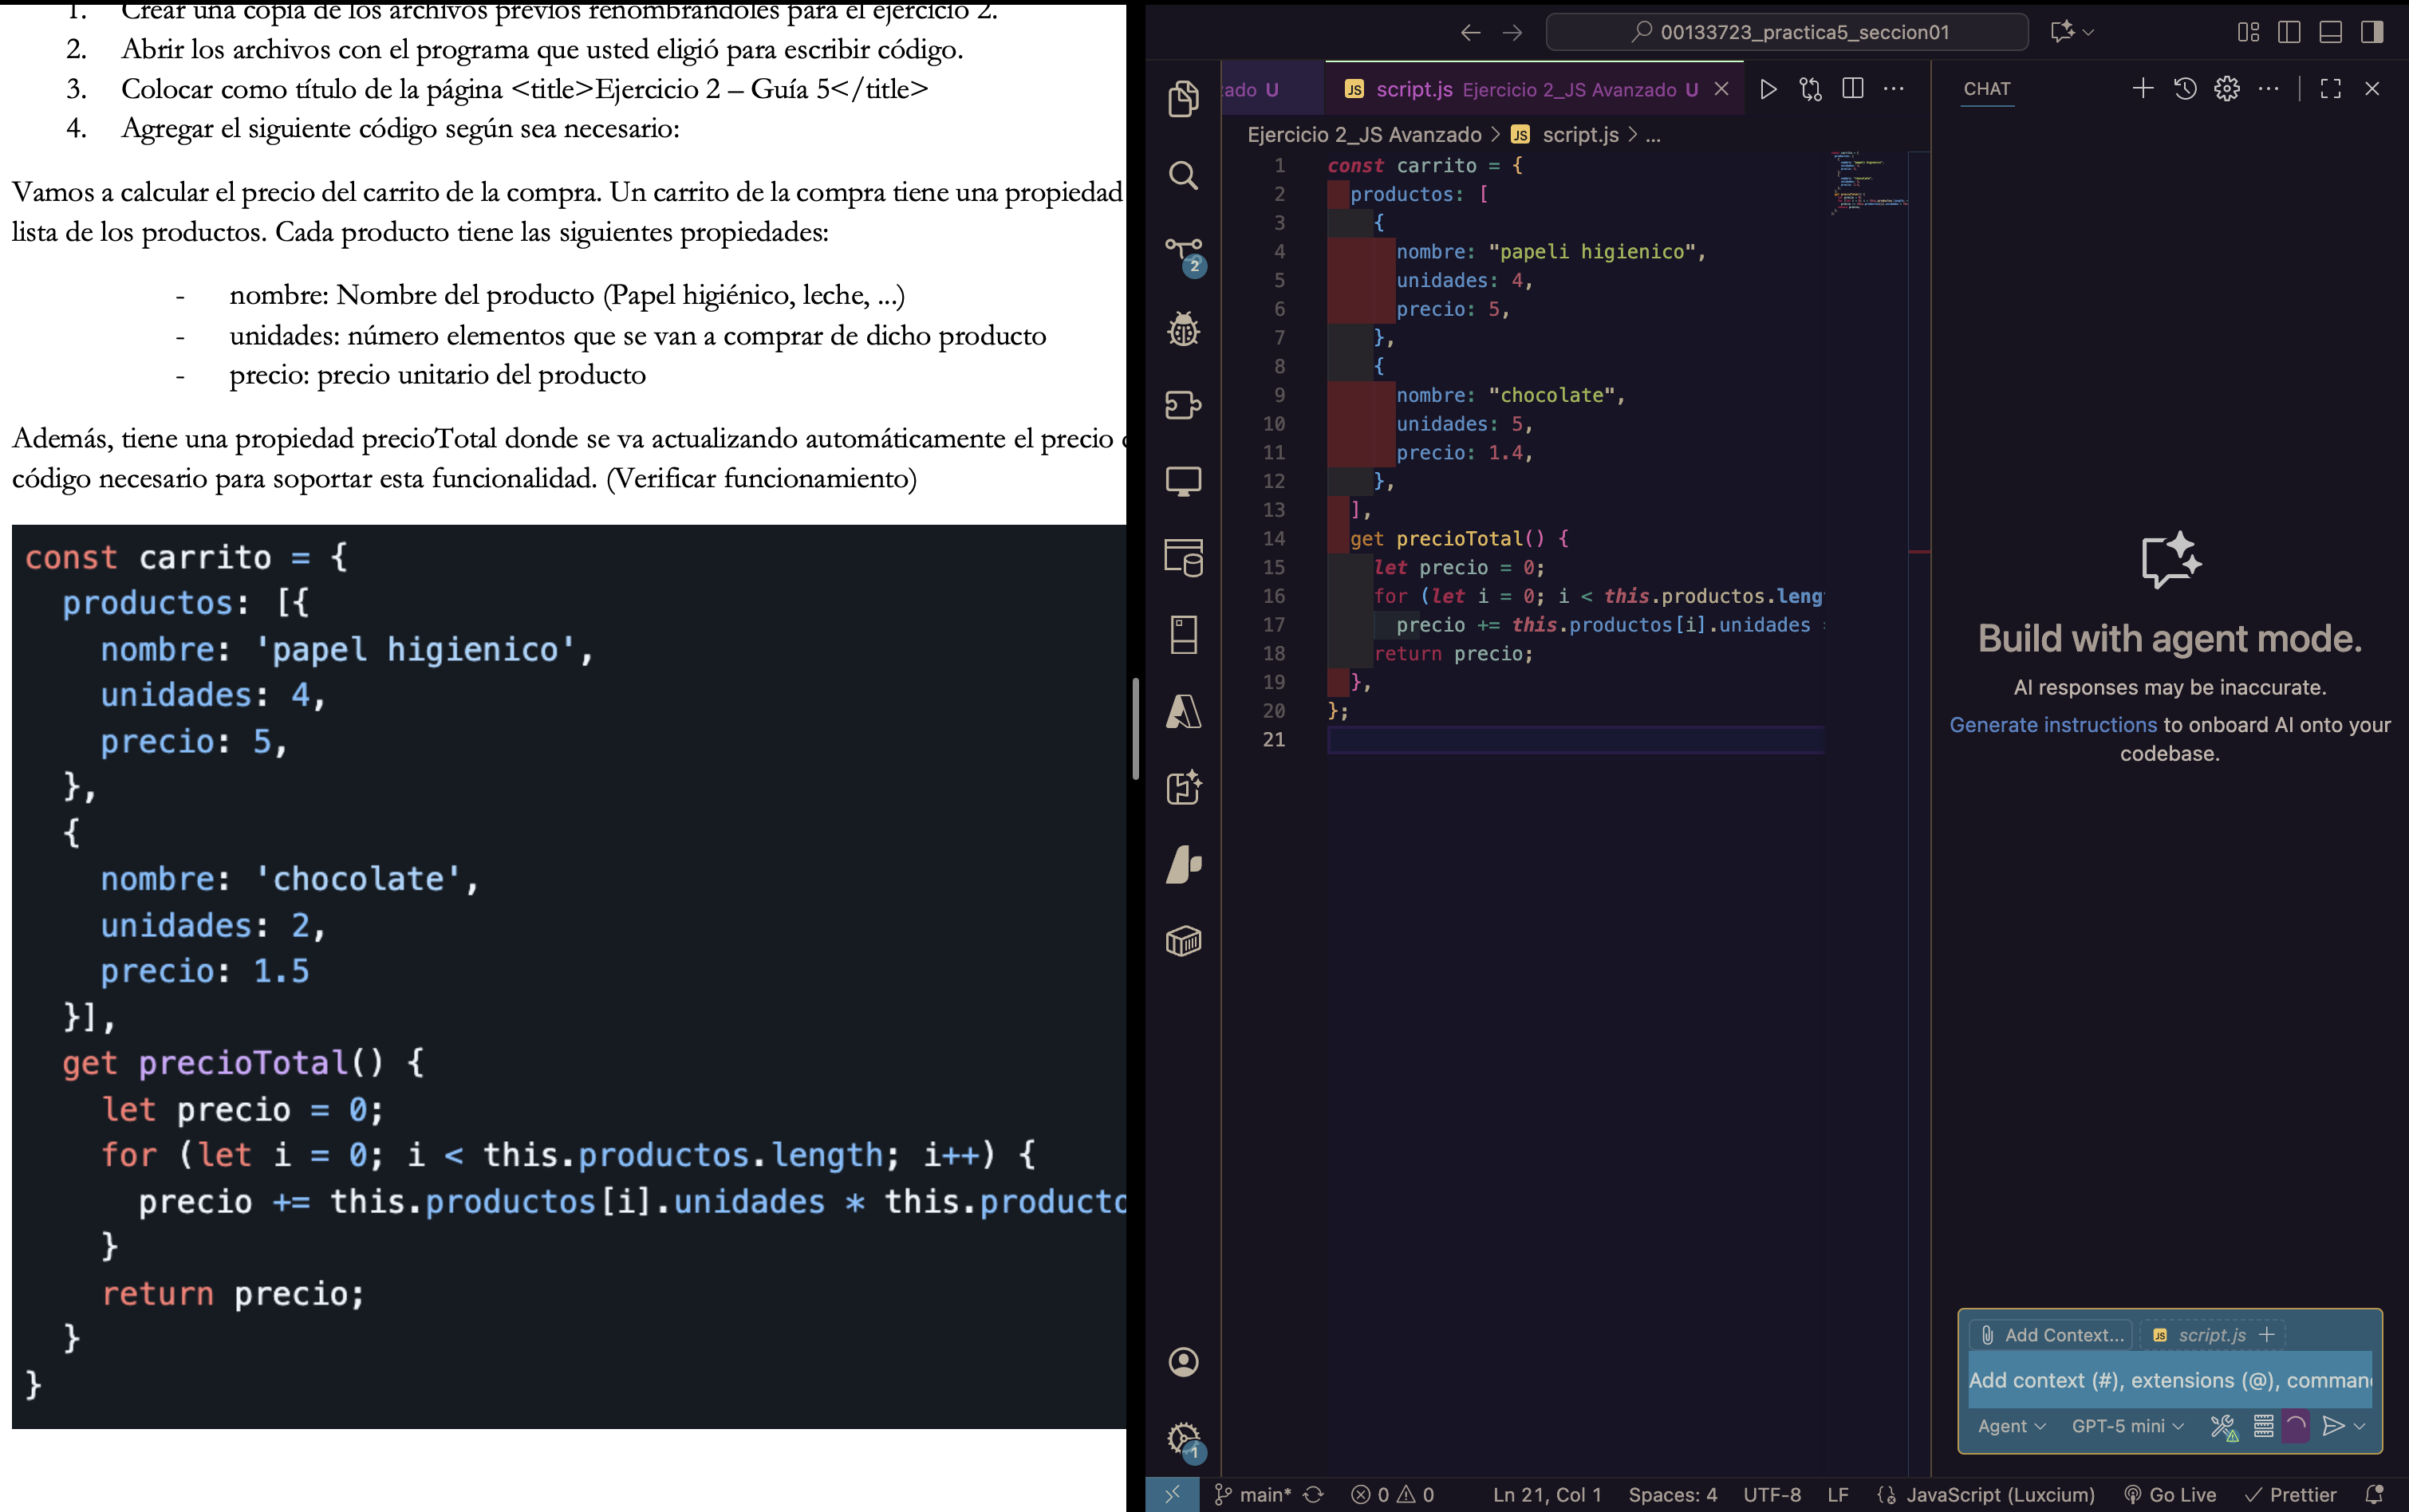 1. Crear una copia de los archivos previos renombrándoles para el ejercicio 2.
2. Abrir los archivos con el programa que usted eligió para escribir código.
3. Colocar como título de la página <title>Ejercicio 2 – Guía 5</title>
4. Agregar el siguiente código según sea necesario:
Vamos a calcular el precio del carrito de la compra. Un carrito de la compra tiene una propiedad
lista de los productos. Cada producto tiene las siguientes propiedades:
- nombre: Nombre del producto (Papel higiénico, leche, ...)
- unidades: número elementos que se van a comprar de dicho producto
- precio: precio unitario del producto
Además, tiene una propiedad precioTotal donde se va actualizando automáticamente el precio
código necesario para soportar esta funcionalidad. (Verificar funcionamiento)
const carrito = {
productos: [{
nombre: 'papel higienico',
unidades: 4,
precio: 5,
},
{
nombre: 'chocolate',
unidades: 2,
precio: 1.5
}],
get precioTotal() {
let precio = 0;
for (let i = 0; i < this.productos.length; i++) {
precio += this.productos[i].unidades * this.producto
}
return precio;
}
}
00133723_practica5_seccion01
zado U
JS script.js Ejercicio 2_JS Avanzado U
Ejercicio 2_JS Avanzado > JS script.js > ...
1 const carrito = {
2 productos: [
3 {
4 nombre: "papeli higienico",
5 unidades: 4,
6 precio: 5,
7 },
8 {
9 nombre: "chocolate",
10 unidades: 5,
11 precio: 1.4,
12 },
13 ],
14 get precioTotal() {
15 let precio = 0;
16 for (let i = 0; i < this.productos.leng
17 precio += this.productos[i].unidades
18 return precio;
19 },
20 };
21
2
1
CHAT
Build with agent mode.
AI responses may be inaccurate.
Generate instructions to onboard AI onto your
codebase.
Add Context... JS script.js
Add context (#), extensions (@), comman
Agent GPT-5 mini
main* 0 0 Ln 21, Col 1 Spaces: 4 UTF-8 LF JavaScript (Luxcium) Go Live Prettier